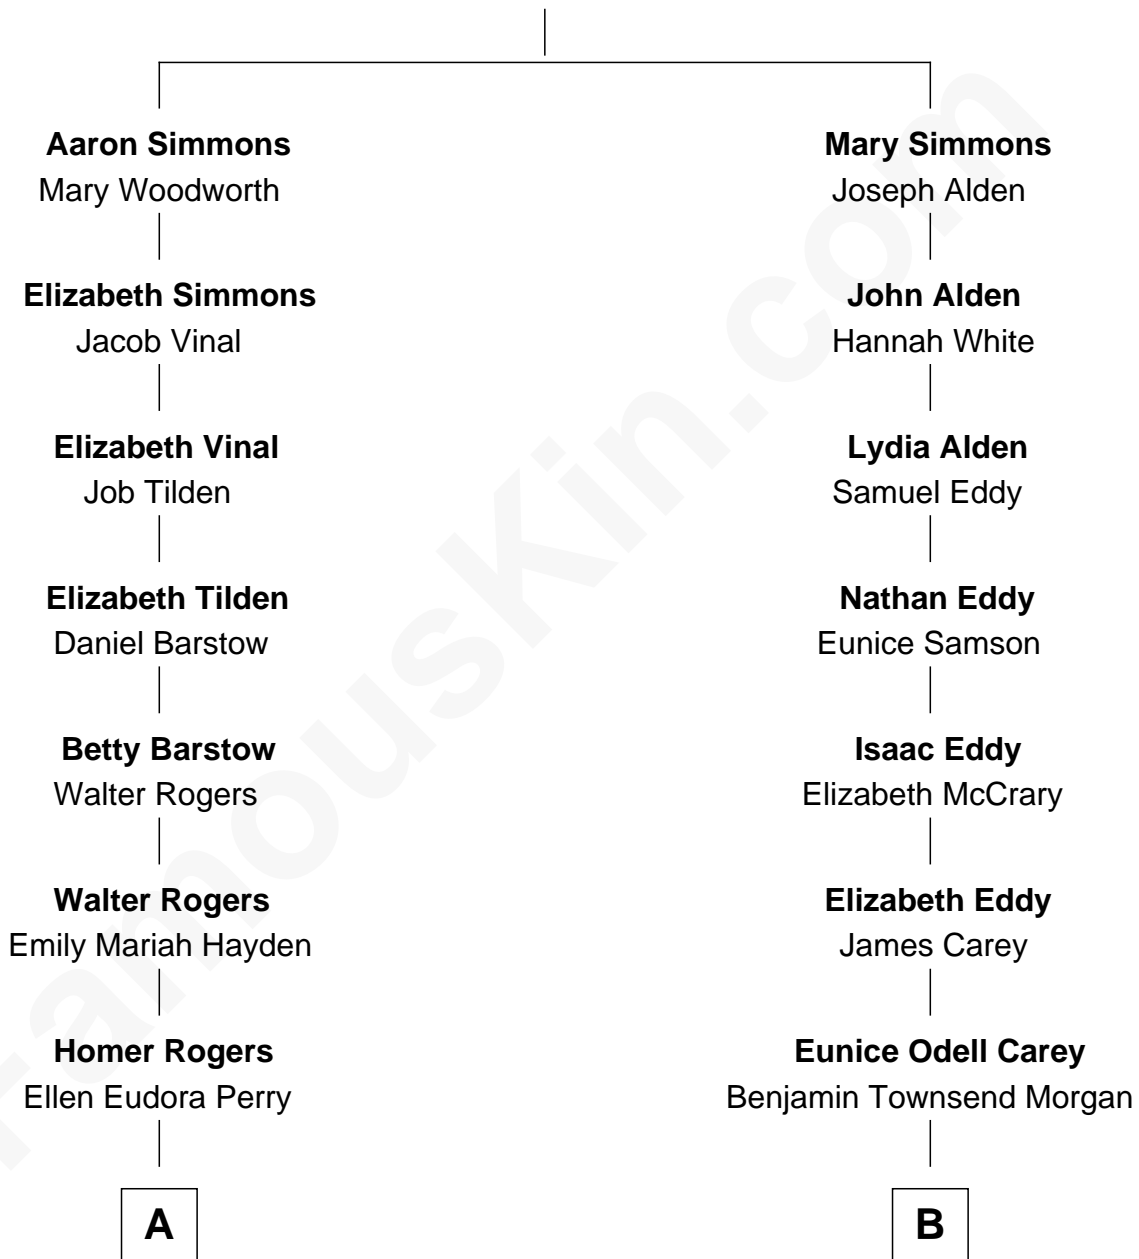 Aaron Simmons
Mary Woodworth
Elizabeth Simmons
Jacob Vinal
Elizabeth Vinal
Job Tilden
Elizabeth Tilden
Daniel Barstow
Betty Barstow
Walter Rogers
Walter Rogers
Emily Mariah Hayden
Homer Rogers
Ellen Eudora Perry
A
Mary Simmons
Joseph Alden
John Alden
Hannah White
Lydia Alden
Samuel Eddy
Nathan Eddy
Eunice Samson
Isaac Eddy
Elizabeth McCrary
Elizabeth Eddy
James Carey
Eunice Odell Carey
Benjamin Townsend Morgan
B
FamousKin.com